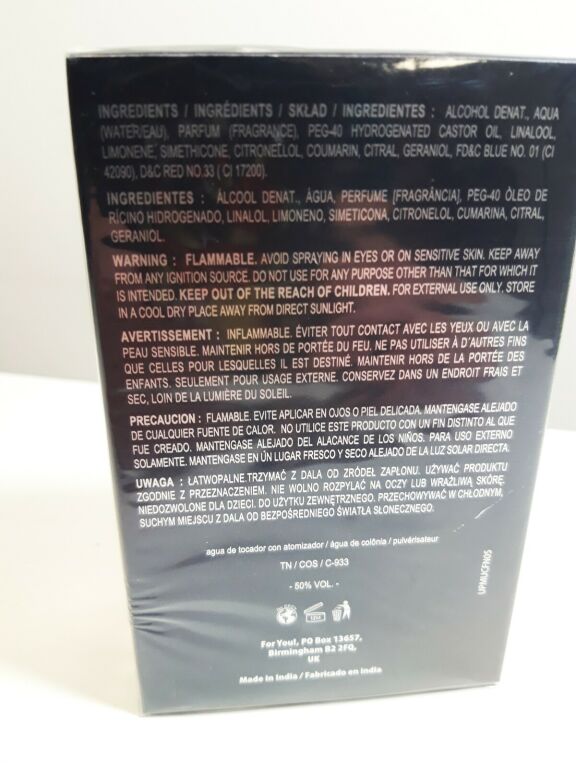 INGREDIENTS / INGRÉDIENTS / SKŁAD / INGREDIENTES : ALCOHOL DENAT., AQUA
(WATER/EAU), PARFUM (FRAGRANCE), PEG-40 HYDROGENATED CASTOR OIL, LINALOOL,
LIMONENE, SIMETHICONE, CITRONELLOL, COUMARIN, CITRAL, GERANIOL, FD&C BLUE NO. 01 (CI
42090), D&C RED NO.33 ( CI 17200).
INGREDIENTES : ÁLCOOL DENAT., ÁGUA, PERFUME [FRAGRÂNCIA], PEG-40 ÓLEO DE
RÍCINO HIDROGENADO, LINALOL, LIMONENO, SIMETICONA, CITRONELOL, CUMARINA, CITRAL,
GERANIOL.
WARNING : FLAMMABLE. AVOID SPRAYING IN EYES OR ON SENSITIVE SKIN. KEEP AWAY
FROM ANY IGNITION SOURCE. DO NOT USE FOR ANY PURPOSE OTHER THAN THAT FOR WHICH IT
IS INTENDED. KEEP OUT OF THE REACH OF CHILDREN. FOR EXTERNAL USE ONLY. STORE
IN A COOL DRY PLACE AWAY FROM DIRECT SUNLIGHT.
AVERTISSEMENT : INFLAMMABLE. ÉVITER TOUT CONTACT AVEC LES YEUX OU AVEC LA
PEAU SENSIBLE. MAINTENIR HORS DE PORTÉE DU FEU. NE PAS UTILISER À D'AUTRES FINS
QUE CELLES POUR LESQUELLES IL EST DESTINÉ. MAINTENIR HORS DE LA PORTÉE DES
ENFANTS. SEULEMENT POUR USAGE EXTERNE. CONSERVEZ DANS UN ENDROIT FRAIS ET
SEC, LOIN DE LA LUMIÈRE DU SOLEIL.
PRECAUCION : FLAMABLE. EVITE APLICAR EN OJOS O PIEL DELICADA. MANTENGASE ALEJADO
DE CUALQUIER FUENTE DE CALOR. NO UTILICE ESTE PRODUCTO CON UN FIN DISTINTO AL QUE
FUE CREADO. MANTENGASE ALEJADO DEL ALACANCE DE LOS NIÑOS. PARA USO EXTERNO
SOLAMENTE. MANTENGASE EN ÚN LUGAR FRESCO Y SECO ALEJADO DE LA LUZ SOLAR DIRECTA.
UWAGA : ŁATWOPALNE.TRZYMAĆ Z DALA OD ŹRÓDEŁ ZAPŁONU. UŻYWAĆ PRODUKTU
ZGODNIE Z PRZEZNACZENIEM. NIE WOLNO ROZPYLAĆ NA OCZY LUB WRAŻLIWĄ SKÓRĘ.
NIEDOZWOLONE DLA DZIECI. DO UŻYTKU ZEWNĘTRZNEGO. PRZECHOWYWAĆ W CHŁODNYM,
SUCHYM MIEJSCU Z DALA OD BEZPOŚREDNIEGO ŚWIATŁA SŁONECZNEGO.
agua de tocador con atomizador / água de colônia / pulvérisateur
TN / COS / C-933
- 50% VOL. -
12M
For You!, PO Box 13657,
Birmingham B2 2FQ,
UK
Made in India / Fabricado en India
UPMUCFN05